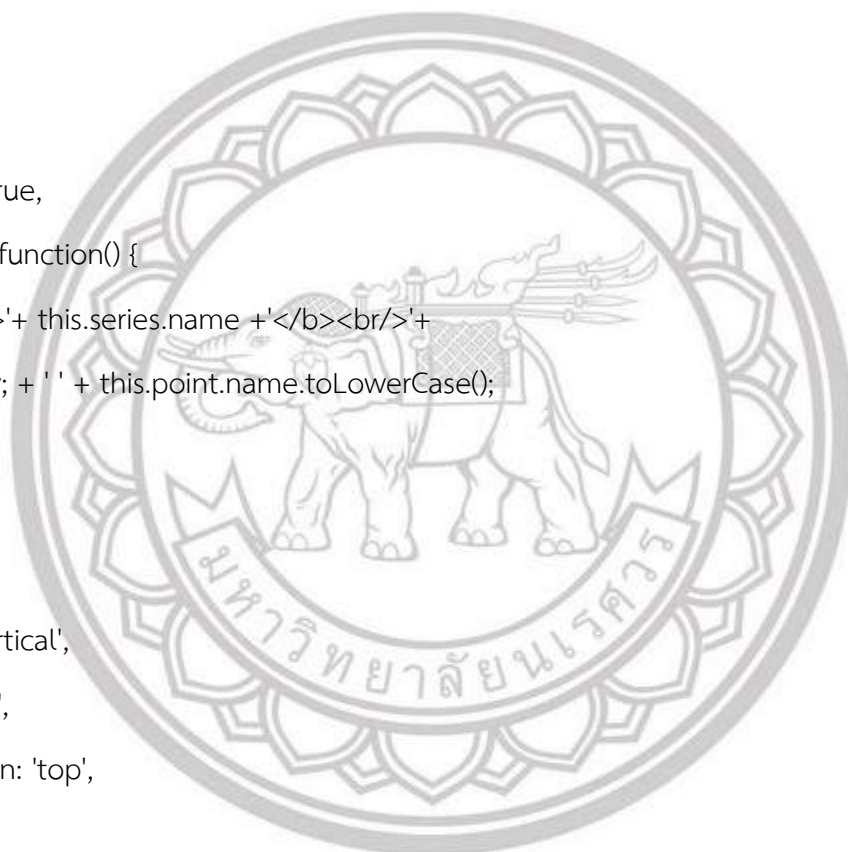 rue,
function() {
>'+ this.series.name +'</b><br/>'+
; + ' ' + this.point.name.toLowerCase();
rtical',
',
n: 'top',
มหาวิทยาลัยนเรศวร